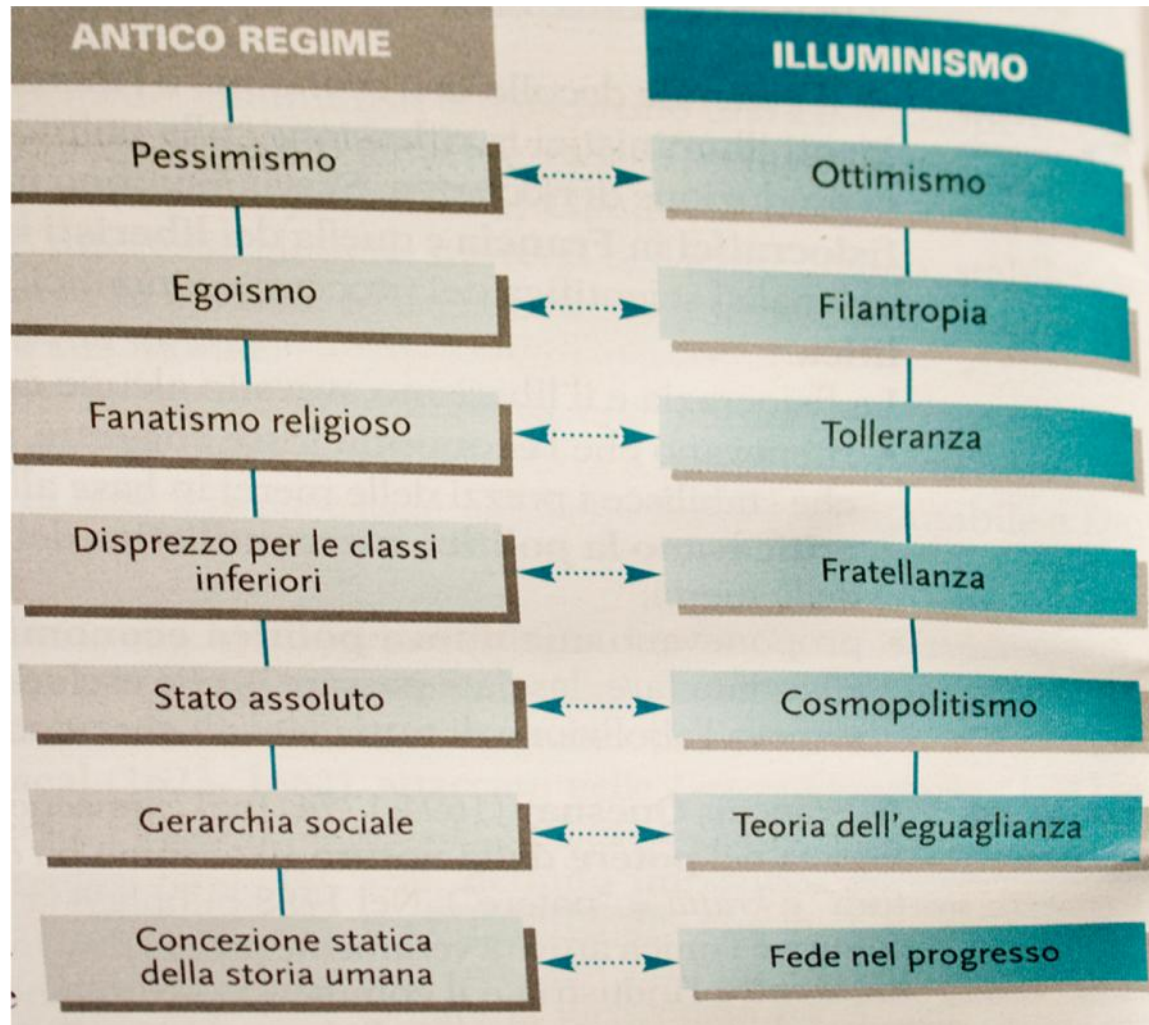 ANTICO REGIME
ILLUMINISMO
Pessimismo
Ottimismo
Egoismo
Filantropia
Fanatismo religioso
Tolleranza
Disprezzo per le classi
inferiori
Fratellanza
Stato assoluto
Cosmopolitismo
Gerarchia sociale
Teoria dell'eguaglianza
Concezione statica
della storia umana
Fede nel progresso